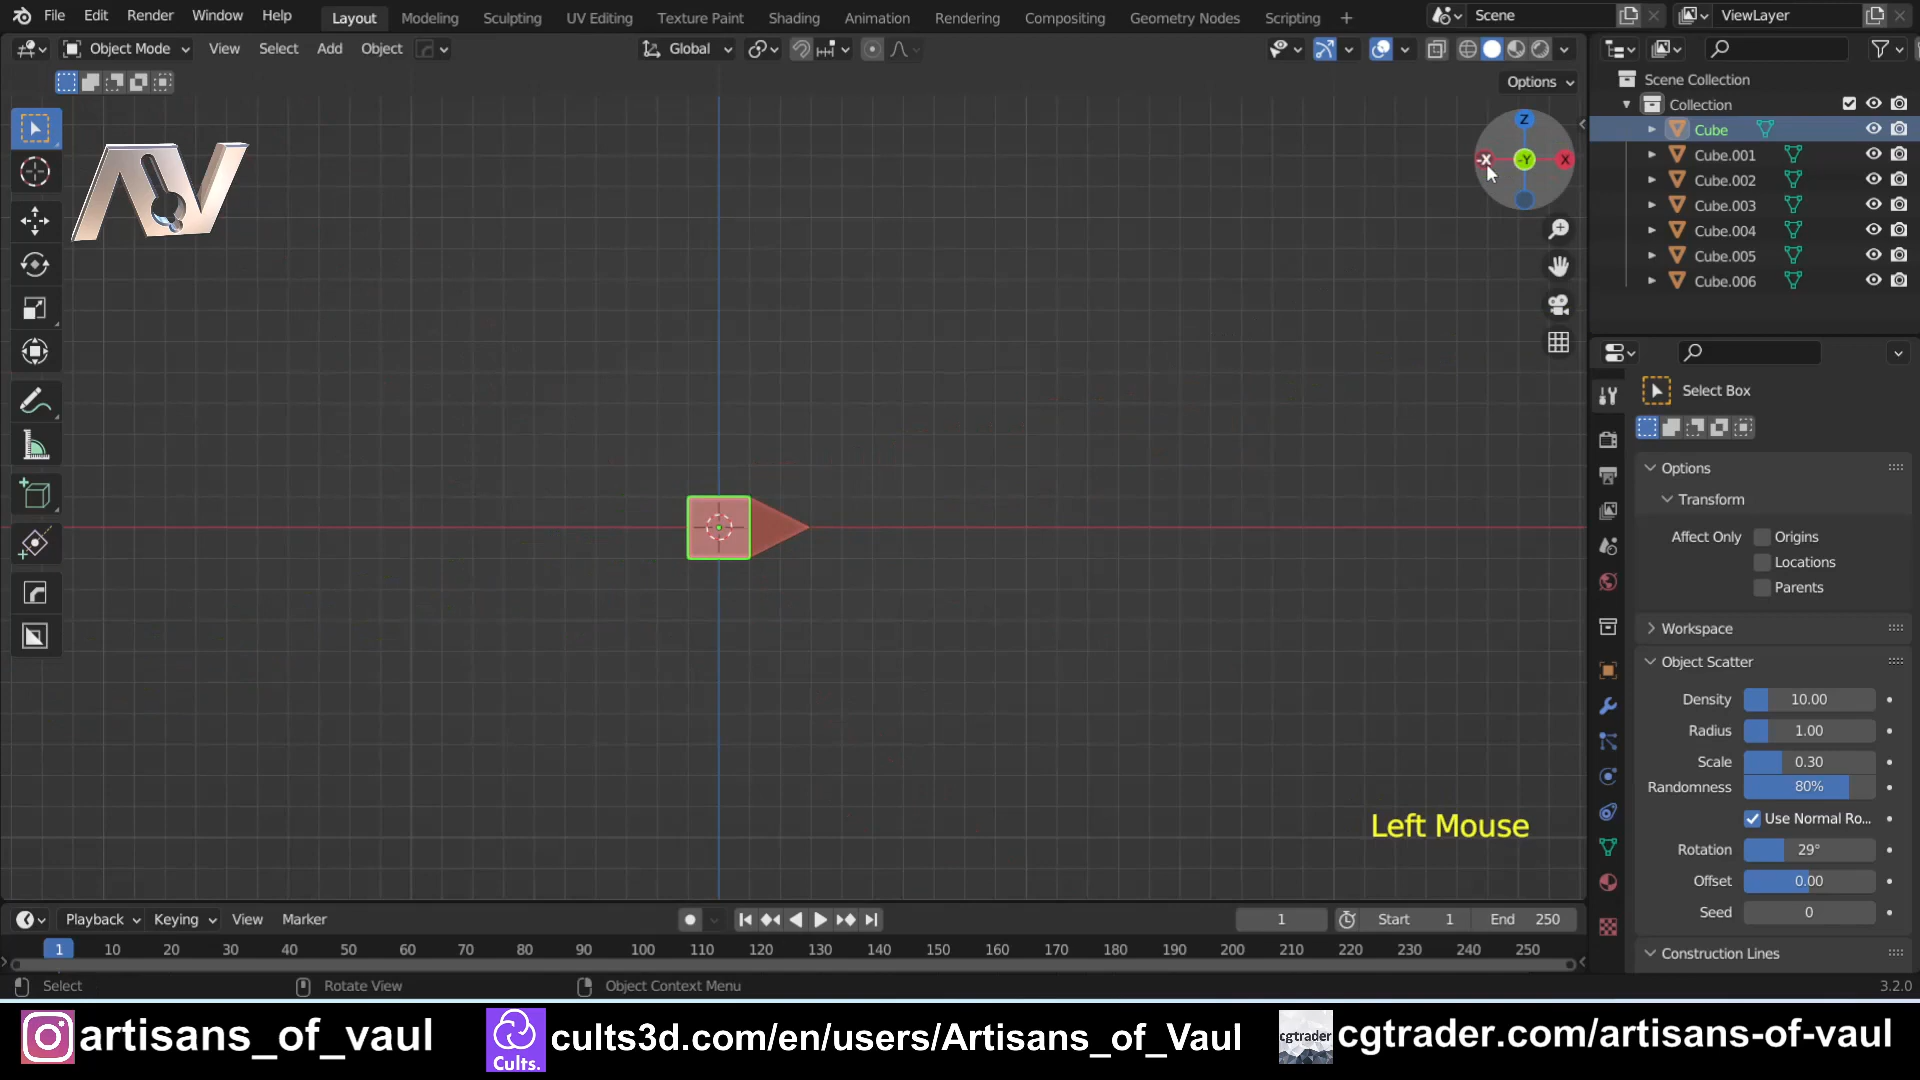 File Edit Render Window Help Layout Modeling Sculpting UV Editing Texture Paint Shading Animation Rendering Compositing Geometry Nodes Scripting + Scene ViewLayer
Object Mode View Select Add Object Global
Options
Scene Collection
Collection
Cube
Cube.001
Cube.002
Cube.003
Cube.004
Cube.005
Cube.006
Z
-X -Y X
Select Box
Options
Transform
Affect Only Origins
Locations
Parents
Workspace
Object Scatter
Density 10.00
Radius 1.00
Scale 0.30
Randomness 80%
Use Normal Ro...
Rotation 29°
Offset 0.00
Seed 0
Construction Lines
Left Mouse
Playback Keying View Marker 1 Start 1 End 250
1 10 20 30 40 50 60 70 80 90 100 110 120 130 140 150 160 170 180 190 200 210 220 230 240 250
Select Rotate View Object Context Menu 3.2.0
artisans_of_vaul Cults. cults3d.com/en/users/Artisans_of_Vaul cgtrader cgtrader.com/artisans-of-vaul